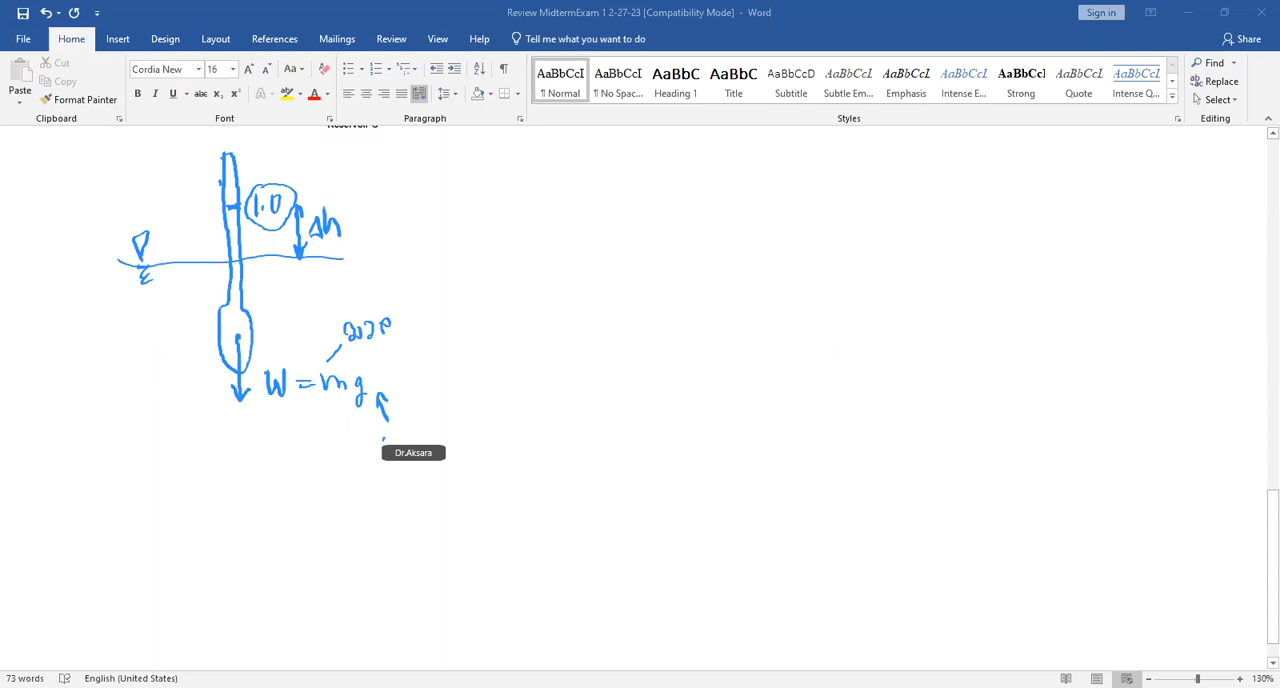 Review MidtermExam 1 2-27-23 [Compatibility Mode] - Word
Sign in
File Home Insert Design Layout References Mailings Review View Help Tell me what you want to do Share
Paste
Cut
Copy
Format Painter
Clipboard
Cordia New 16
Font
Paragraph
AaBbCcI AaBbCcI AaBbC AaBbC AaBbCcD AaBbCcI AaBbCcI AaBbCcI AaBbCcI AaBbCcI AaBbCcI
¶ Normal ¶ No Spac... Heading 1 Title Subtitle Subtle Em... Emphasis Intense E... Strong Quote Intense Q...
Styles
Find
Replace
Select
Editing
1.0
Δh
W = mg
Dr.Aksara
73 words English (United States) 130%